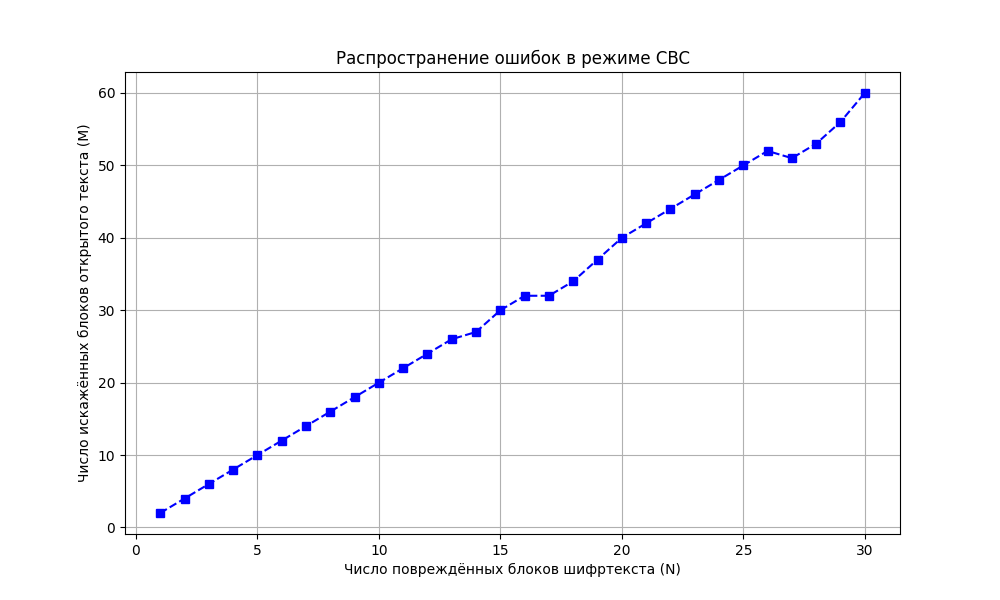 Распространение ошибок в режиме CBC
Число искажённых блоков открытого текста (M)
60
50
40
30
20
10
0
0 5 10 15 20 25 30
Число повреждённых блоков шифртекста (N)